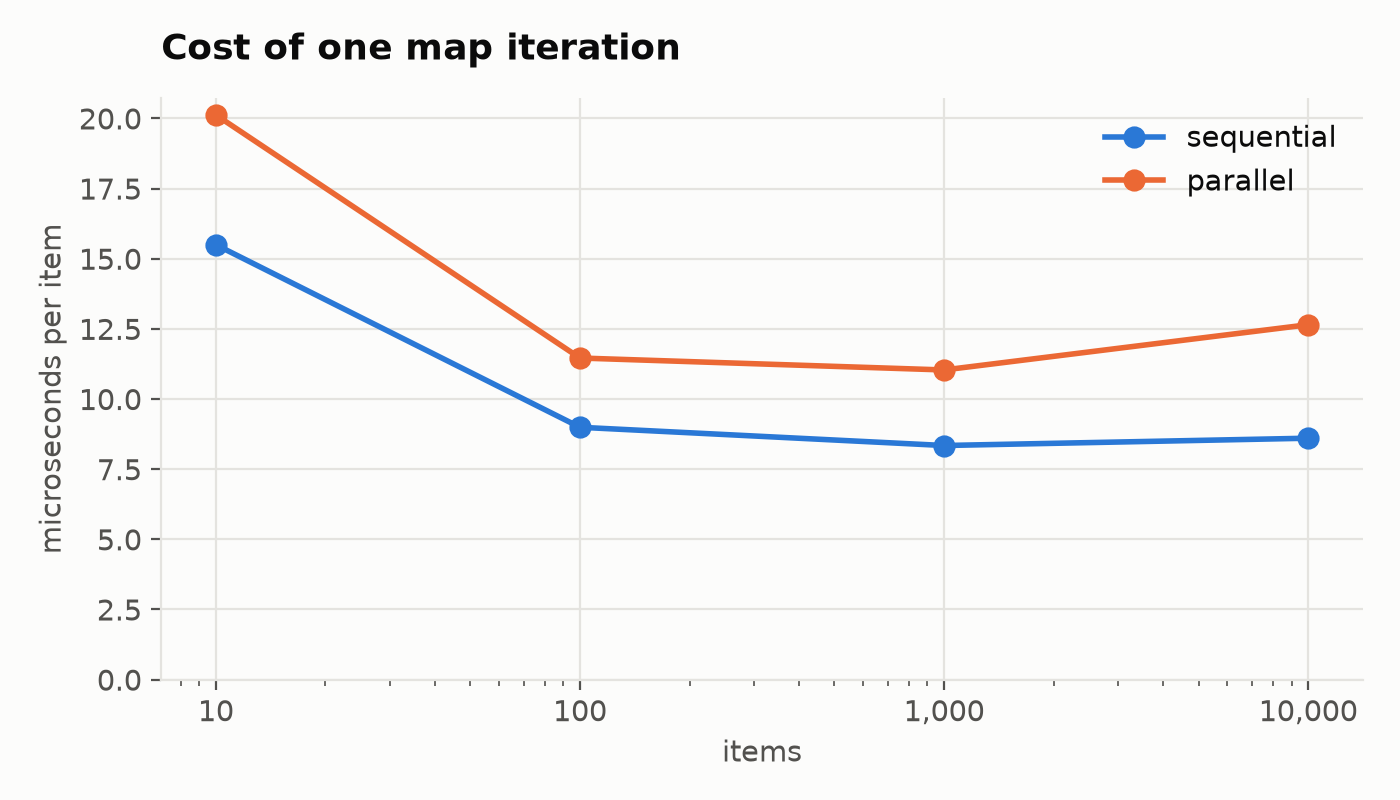 Cost of one map iteration
20.0
17.5
15.0
12.5
10.0
7.5
5.0
2.5
0.0
microseconds per item
sequential
parallel
10
100
1,000
10,000
items